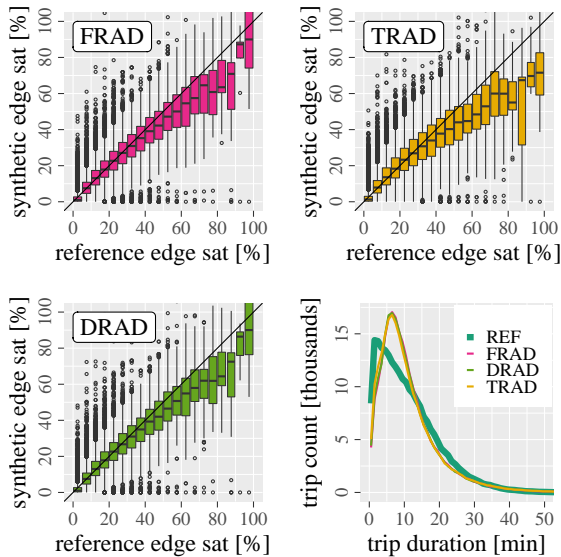 FRAD
synthetic edge sat [%]
0 20 40 60 80 100
0 20 40 60 80 100
reference edge sat [%]
TRAD
synthetic edge sat [%]
0 20 40 60 80 100
0 20 40 60 80 100
reference edge sat [%]
DRAD
synthetic edge sat [%]
0 20 40 60 80 100
0 20 40 60 80 100
reference edge sat [%]
trip count [thousands]
0 5 10 15
REF
FRAD
DRAD
TRAD
0 10 20 30 40 50
trip duration [min]